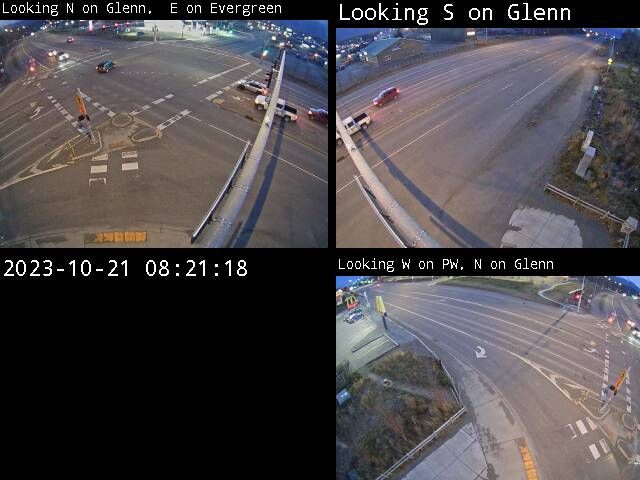 Looking N on Glenn,  E on Evergreen
Looking S on Glenn
2023-10-21 08:21:18
Looking W on PW, N on Glenn